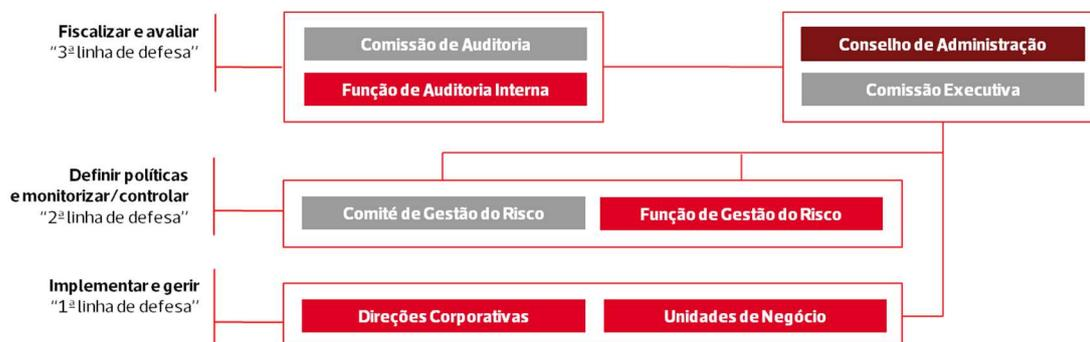 Fiscalizar e avaliar
“3ª linha de defesa”
Comissão de Auditoria
Função de Auditoria Interna
Conselho de Administração
Comissão Executiva
Definir políticas
e monitorizar/controlar
“2ª linha de defesa”
Comité de Gestão do Risco
Função de Gestão do Risco
Implementar e gerir
“1ª linha de defesa”
Direções Corporativas
Unidades de Negócio